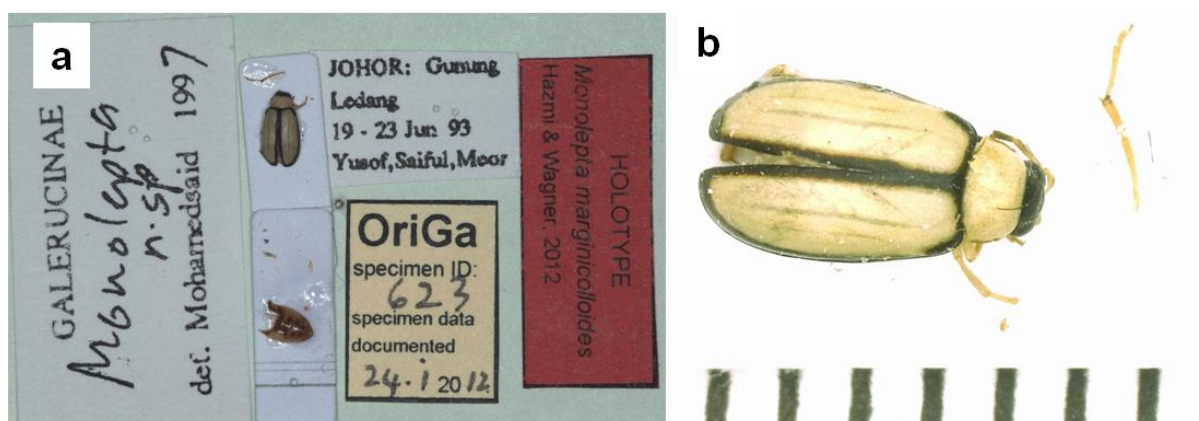 a
GALERUCINAE
Monolepta
n.sp
det. Mohamedsaid 1997
JOHOR: Gunung
Ledang
19 - 23 Jun 93
Yusof,Saiful,Moor
OriGa
specimen ID:
623
specimen data
documented
24.i 2012
HOLOTYPE
Monolepta marginicolloides
Hazmi & Wagner, 2012
b